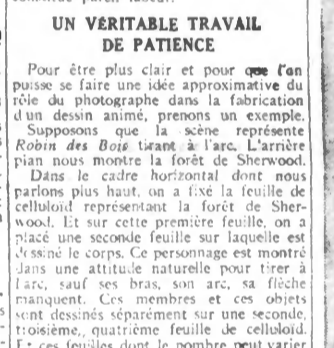 UN VÉRITABLE TRAVAIL
DE PATIENCE
Pour être plus clair et pour que l'on
puisse se faire une idée approximative du
rôle du photographe dans la fabrication
d'un dessin animé, prenons un exemple.
Supposons que la scène représente
Robin des Bois tirant à l'arc. L'arrière
pian nous montre la forêt de Sherwood.
Dans le cadre horizontal dont nous
parlons plus haut, on a fixé la feuille de
celluloïd représentant la forêt de Sher-
wood. Et sur cette première feuille, on a
placé une seconde feuille sur laquelle est
dessiné le corps. Ce personnage est montré
dans une attitude naturelle pour tirer à
l'arc, sauf ses bras, son arc, sa flèche
manquent. Ces membres et ces objets
sont dessinés séparément sur une seconde,
troisième,, quatrième feuille de celluloïd.
Et ces feuilles dont le nombre peut varier